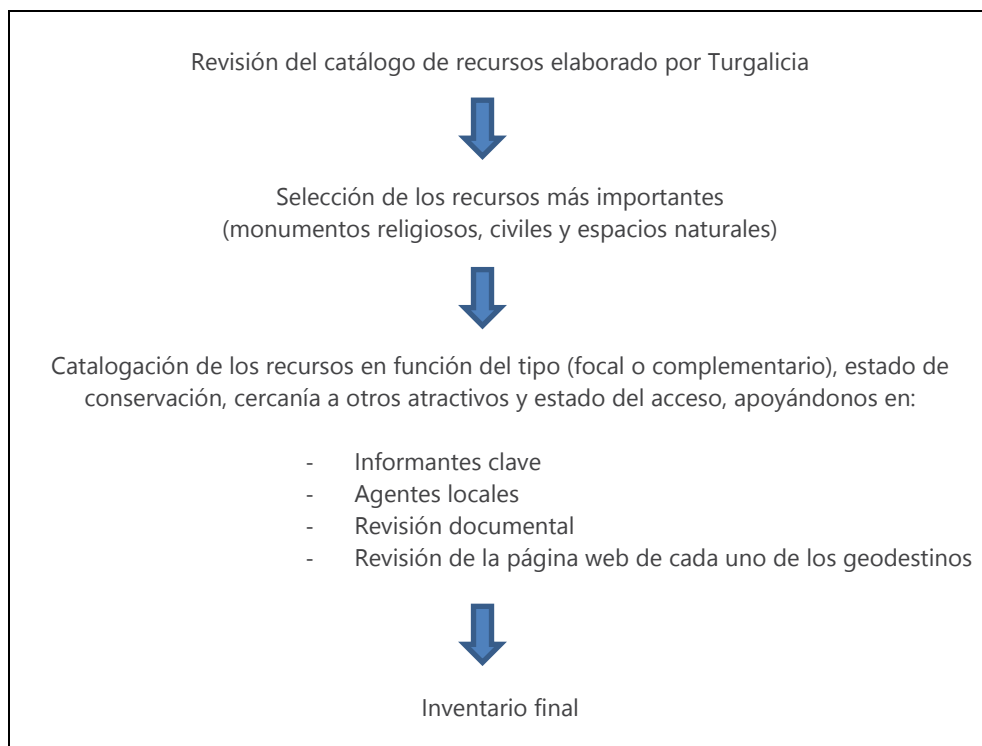 Revisión del catálogo de recursos elaborado por Turgalicia
Selección de los recursos más importantes
(monumentos religiosos, civiles y espacios naturales)
Catalogación de los recursos en función del tipo (focal o complementario), estado de
conservación, cercanía a otros atractivos y estado del acceso, apoyándonos en:
- Informantes clave
- Agentes locales
- Revisión documental
- Revisión de la página web de cada uno de los geodestinos
Inventario final